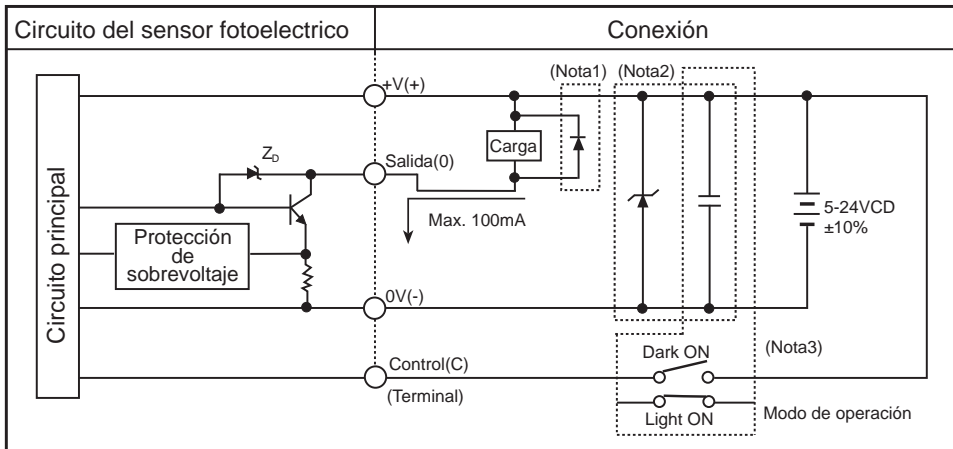 Circuito del sensor fotoelectrico
Conexión
Circuito principal
+V(+)
(Nota1)
(Nota2)
Carga
Z_D
Salida(0)
Max. 100mA
5-24VCD
±10%
Protección
de
sobrevoltaje
0V(-)
Control(C)
(Terminal)
Dark ON
(Nota3)
Light ON
Modo de operación